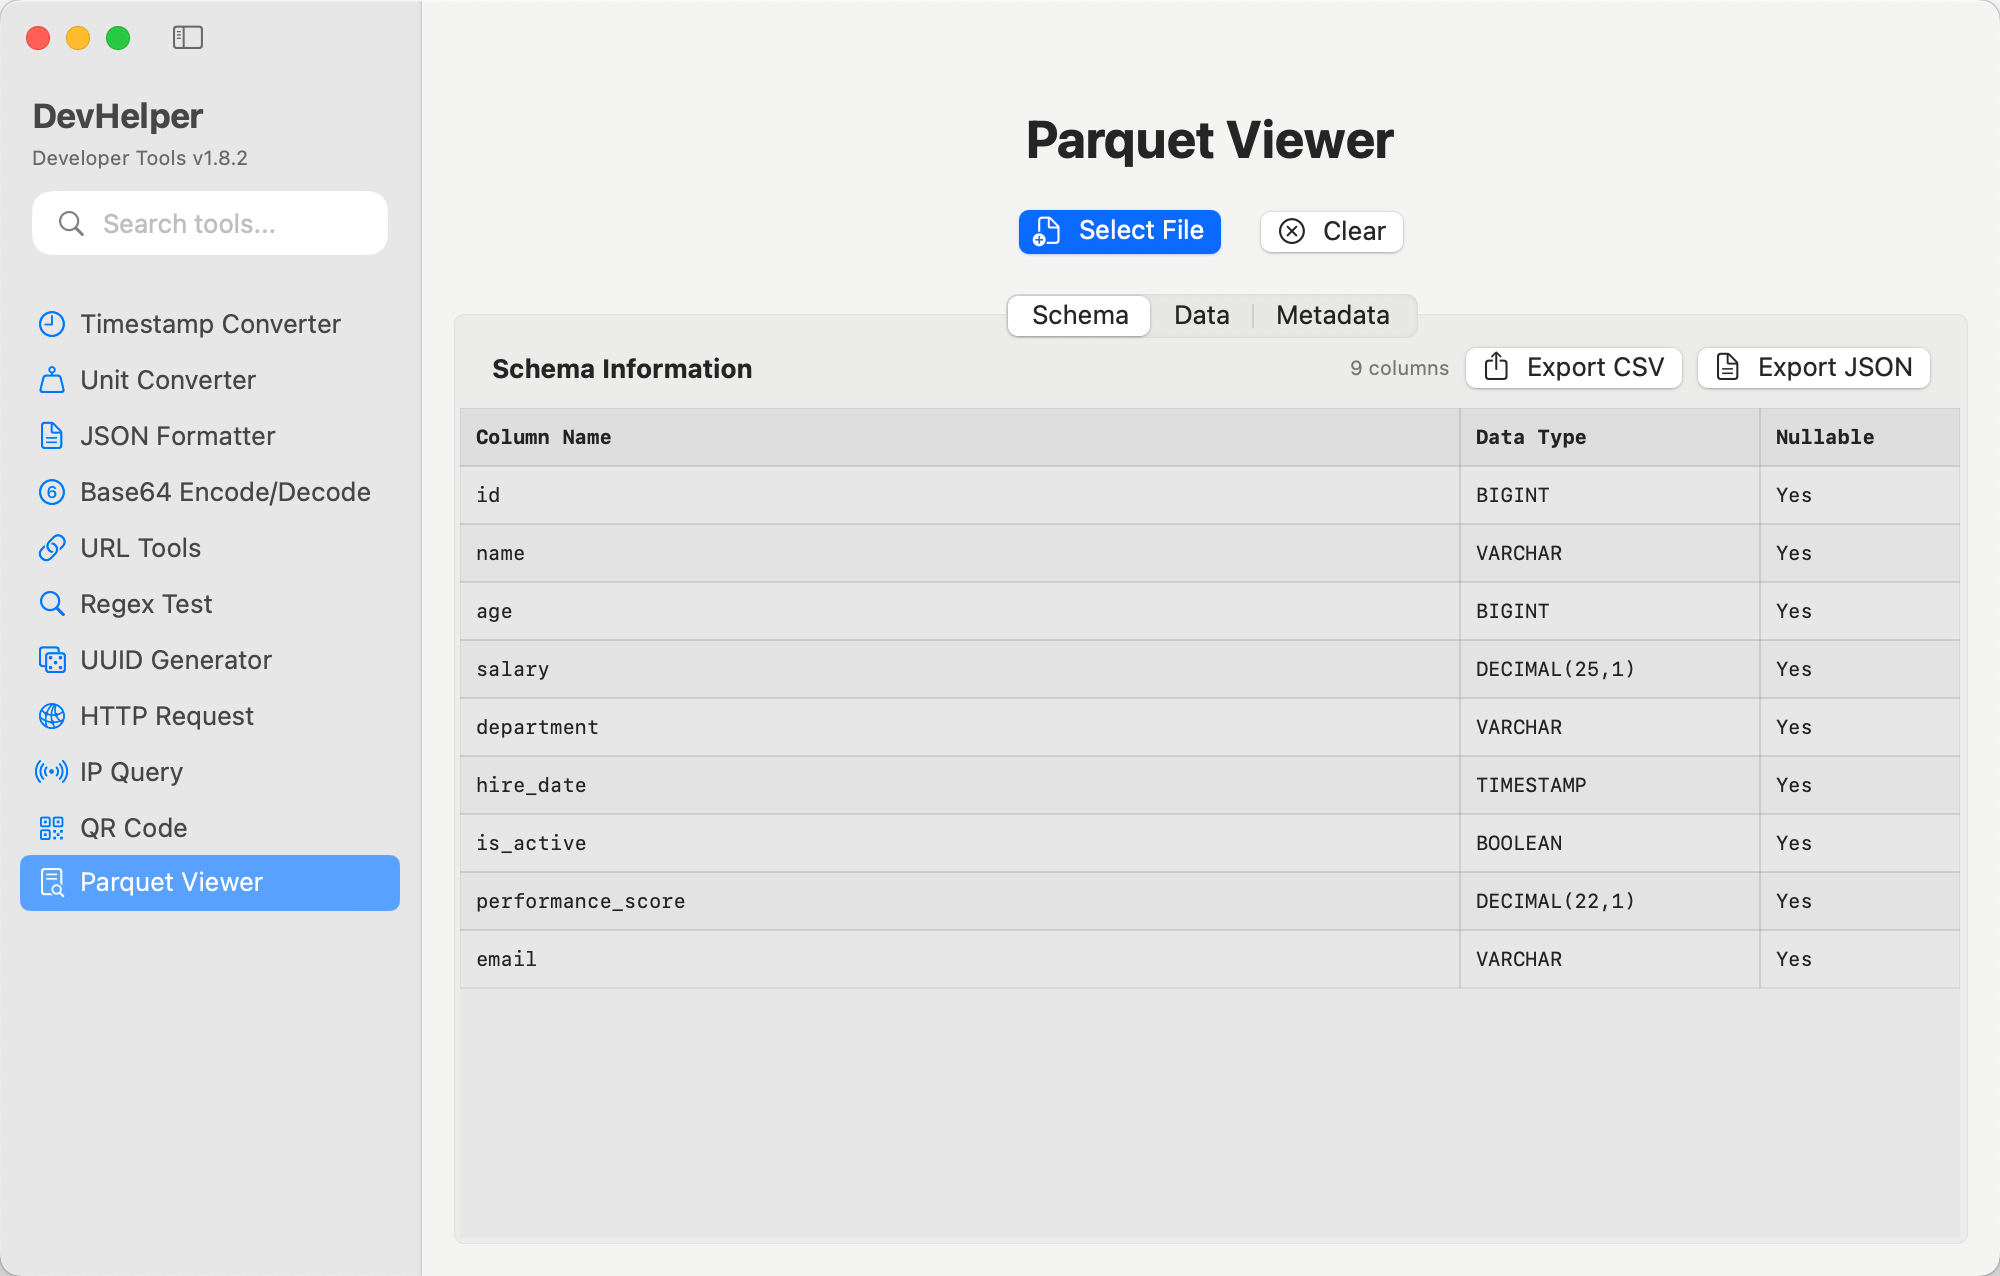 DevHelper
Developer Tools v1.8.2
Search tools...
Timestamp Converter
Unit Converter
JSON Formatter
6 Base64 Encode/Decode
URL Tools
Regex Test
UUID Generator
HTTP Request
IP Query
QR Code
Parquet Viewer
Parquet Viewer
Select File Clear
Schema Data Metadata
Schema Information 9 columns Export CSV Export JSON
Column Name Data Type Nullable
id BIGINT Yes
name VARCHAR Yes
age BIGINT Yes
salary DECIMAL(25,1) Yes
department VARCHAR Yes
hire_date TIMESTAMP Yes
is_active BOOLEAN Yes
performance_score DECIMAL(22,1) Yes
email VARCHAR Yes